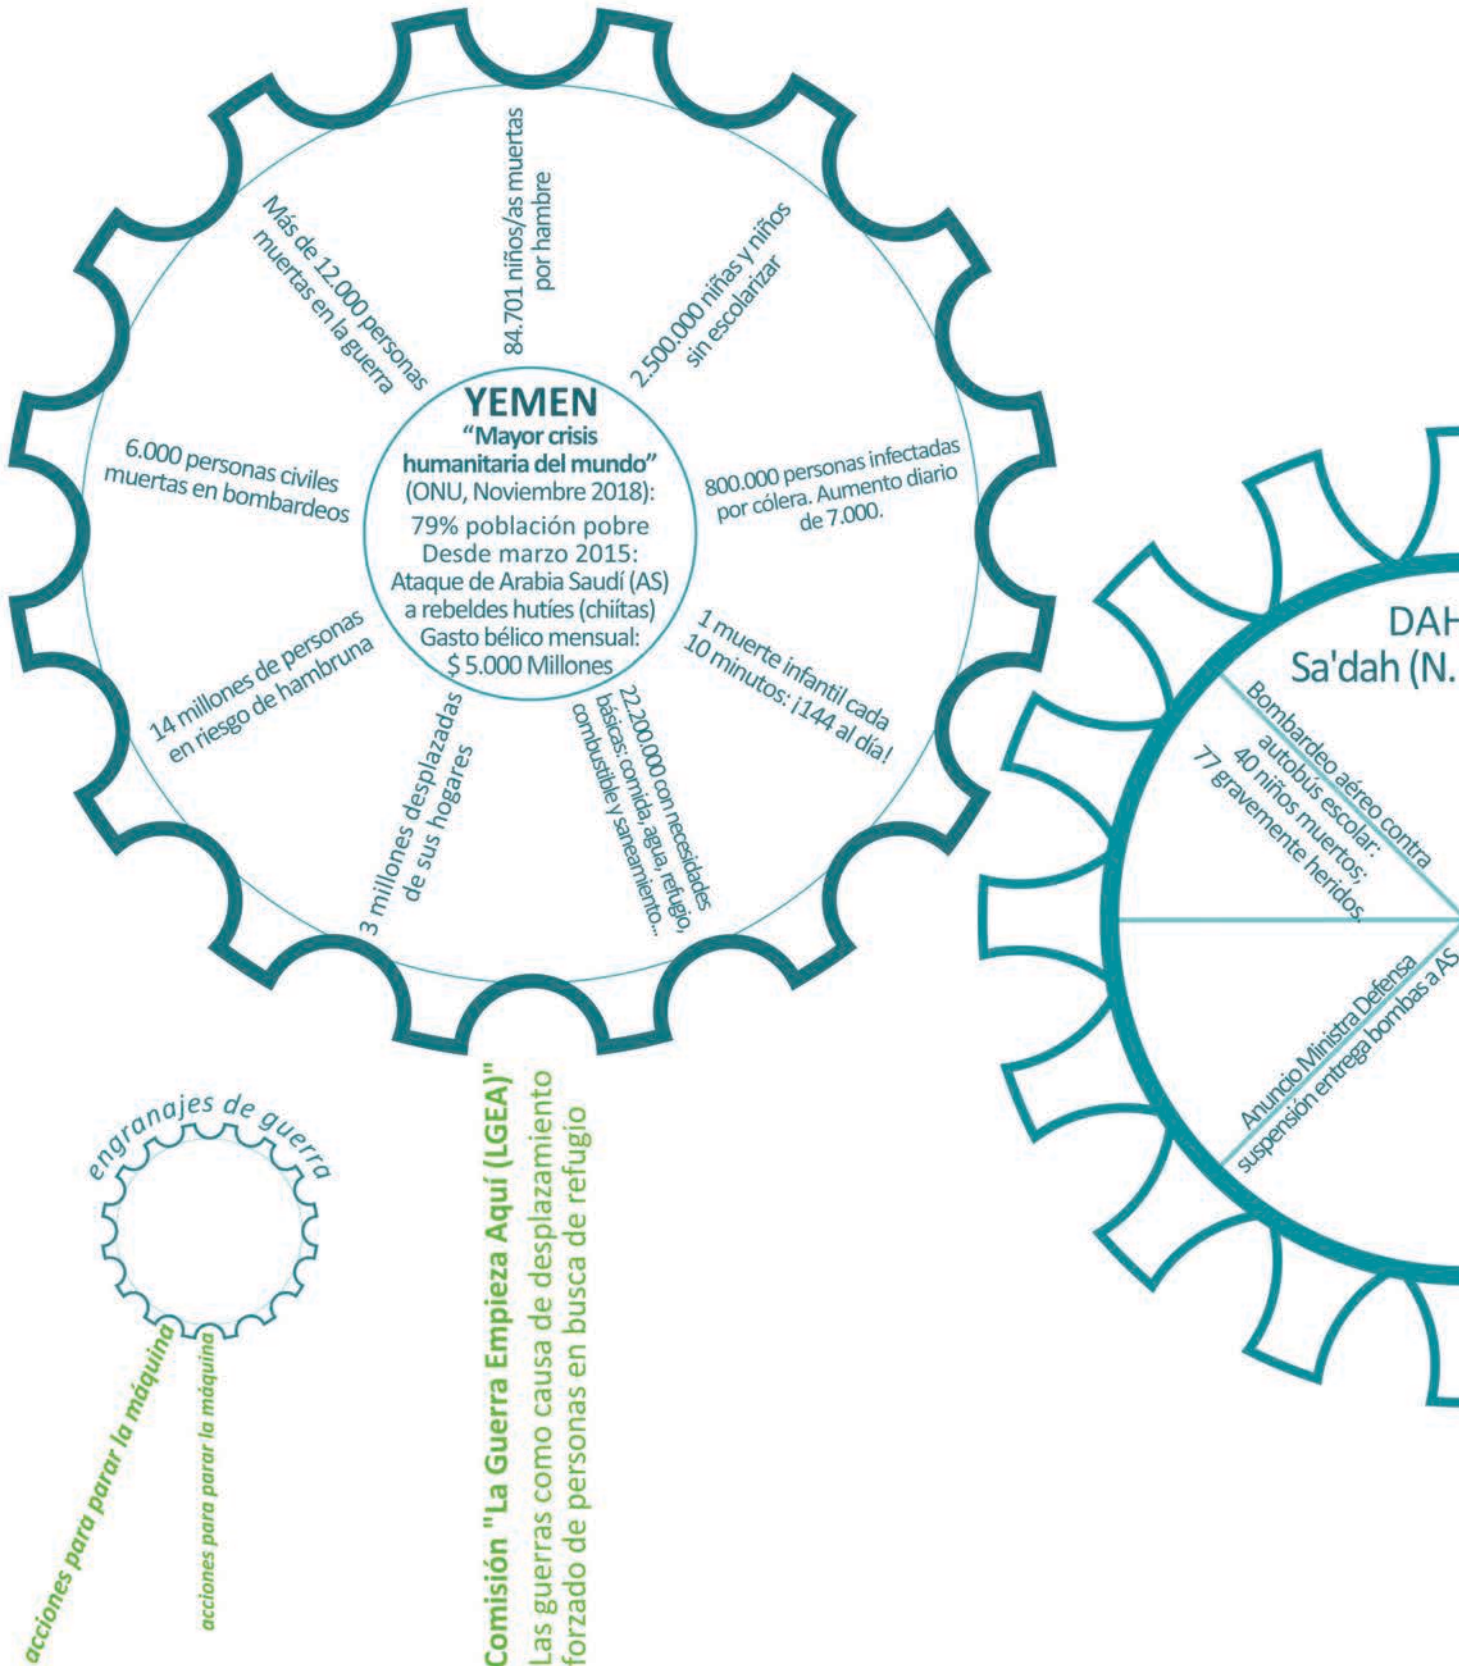 YEMEN
“Mayor crisis
humanitaria del mundo”
(ONU, Noviembre 2018):
79% población pobre
Desde marzo 2015:
Ataque de Arabia Saudí (AS)
a rebeldes hutíes (chiítas)
Gasto bélico mensual:
$ 5.000 Millones
84.701 niños/as muertas
por hambre
2.500.000 niñas y niños
sin escolarizar
800.000 personas infectadas
por cólera. Aumento diario
de 7.000.
1 muerte infantil cada
10 minutos: ¡144 al día!
22.200.000 con necesidades
básicas: comida, agua, refugio,
combustible y saneamiento...
3 millones desplazadas
de sus hogares
14 millones de personas
en riesgo de hambruna
6.000 personas civiles
muertas en bombardeos
Más de 12.000 personas
muertas en la guerra
DAH
Sa'dah (N.
Bombardeo aéreo contra
autobús escolar:
40 niños muertos;
77 gravemente heridos.
Anuncio Ministra Defensa
suspensión entrega bombas a AS
engranajes de guerra
acciones para parar la máquina
acciones para parar la máquina
Comisión "La Guerra Empieza Aquí (LGEA)"
Las guerras como causa de desplazamiento
forzado de personas en busca de refugio